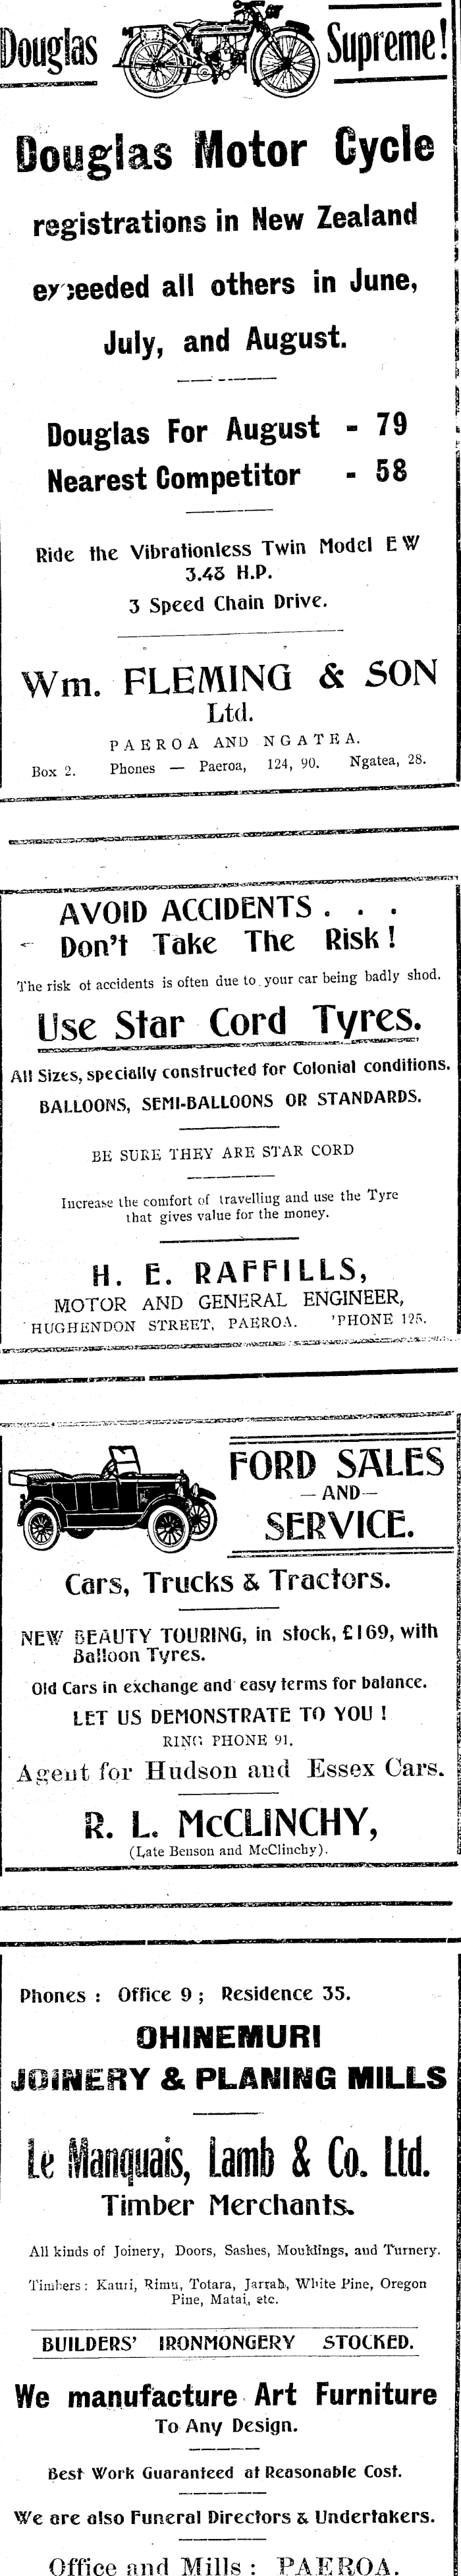 Douglas Supreme!
Douglas Motor Cycle
registrations in New Zealand
exceeded all others in June,
July, and August.
Douglas For August - 79
Nearest Competitor - 58
Ride the Vibrationless Twin Model EW
3.48 H.P.
3 Speed Chain Drive.
Wm. FLEMING & SON
Ltd.
PAEROA AND NGATEA.
Box 2. Phones — Paeroa, 124, 90. Ngatea, 28.
AVOID ACCIDENTS . . .
Don't Take The Risk !
The risk of accidents is often due to your car being badly shod.
Use Star Cord Tyres.
All Sizes, specially constructed for Colonial conditions.
BALLOONS, SEMI-BALLOONS OR STANDARDS.
BE SURE THEY ARE STAR CORD
Increase the comfort of travelling and use the Tyre
that gives value for the money.
H. E. RAFFILLS,
MOTOR AND GENERAL ENGINEER,
HUGHENDON STREET, PAEROA. 'PHONE 125.
FORD SALES
— AND —
SERVICE.
Cars, Trucks & Tractors.
NEW BEAUTY TOURING, in stock, £169, with
Balloon Tyres.
Old Cars in exchange and easy terms for balance.
LET US DEMONSTRATE TO YOU !
RING PHONE 91.
Agent for Hudson and Essex Cars.
R. L. McCLINCHY,
(Late Benson and McClinchy).
Phones : Office 9 ; Residence 35.
OHINEMURI
JOINERY & PLANING MILLS
Le Manquais, Lamb & Co. Ltd.
Timber Merchants.
All kinds of Joinery, Doors, Sashes, Mouldings, and Turnery.
Timbers : Kauri, Rimu, Totara, Jarrah, White Pine, Oregon
Pine, Matai, etc.
BUILDERS' IRONMONGERY STOCKED.
We manufacture Art Furniture
To Any Design.
Best Work Guaranteed at Reasonable Cost.
We are also Funeral Directors & Undertakers.
Office and Mills : PAEROA.